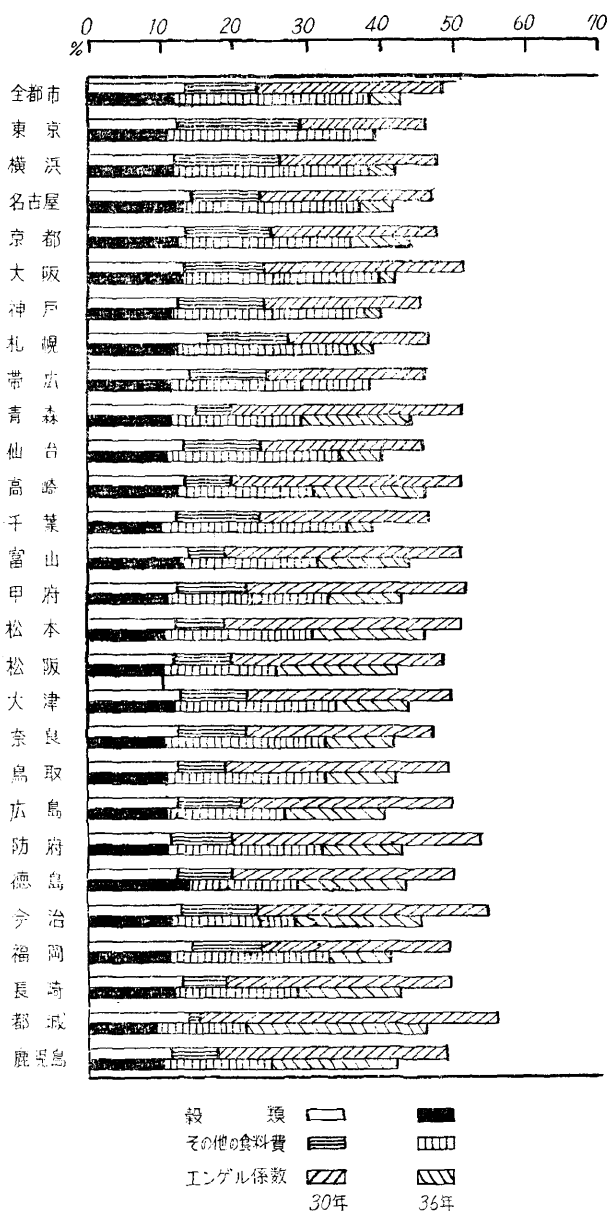 0 10 20 30 40 50 60 70
%
全都市
東京
横浜
名古屋
京都
大阪
神戸
札幌
帯広
青森
仙台
高崎
千葉
富山
甲府
松本
松阪
大津
奈良
鳥取
広島
防府
徳島
今治
福岡
長崎
都城
鹿児島
穀類
その他の食料費
エンゲル係数
30年 36年